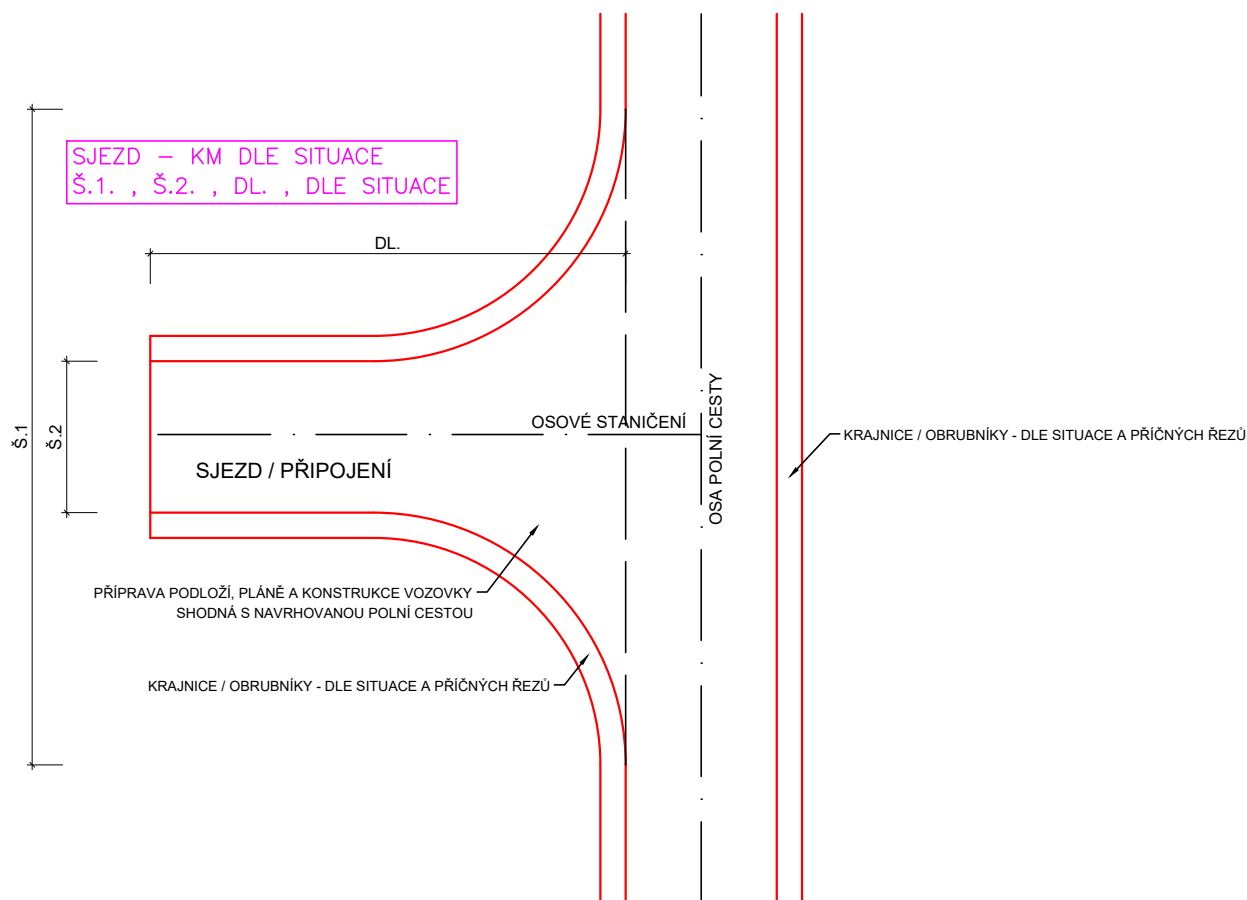 SJEZD – KM DLE SITUACE
Š.1. , Š.2. , DL. , DLE SITUACE
DL.
Š.1
Š.2
OSOVÉ STANIČENÍ
OSA POLNÍ CESTY
KRAJNICE / OBRUBNÍKY - DLE SITUACE A PŘÍČNÝCH ŘEZŮ
SJEZD / PŘIPOJENÍ
PŘÍPRAVA PODLOŽÍ, PLÁNĚ A KONSTRUKCE VOZOVKY
SHODNÁ S NAVRHOVANOU POLNÍ CESTOU
KRAJNICE / OBRUBNÍKY - DLE SITUACE A PŘÍČNÝCH ŘEZŮ